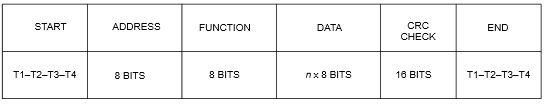 START ADDRESS FUNCTION DATA CRC CHECK END
T1–T2–T3–T4 8 BITS 8 BITS n x 8 BITS 16 BITS T1–T2–T3–T4